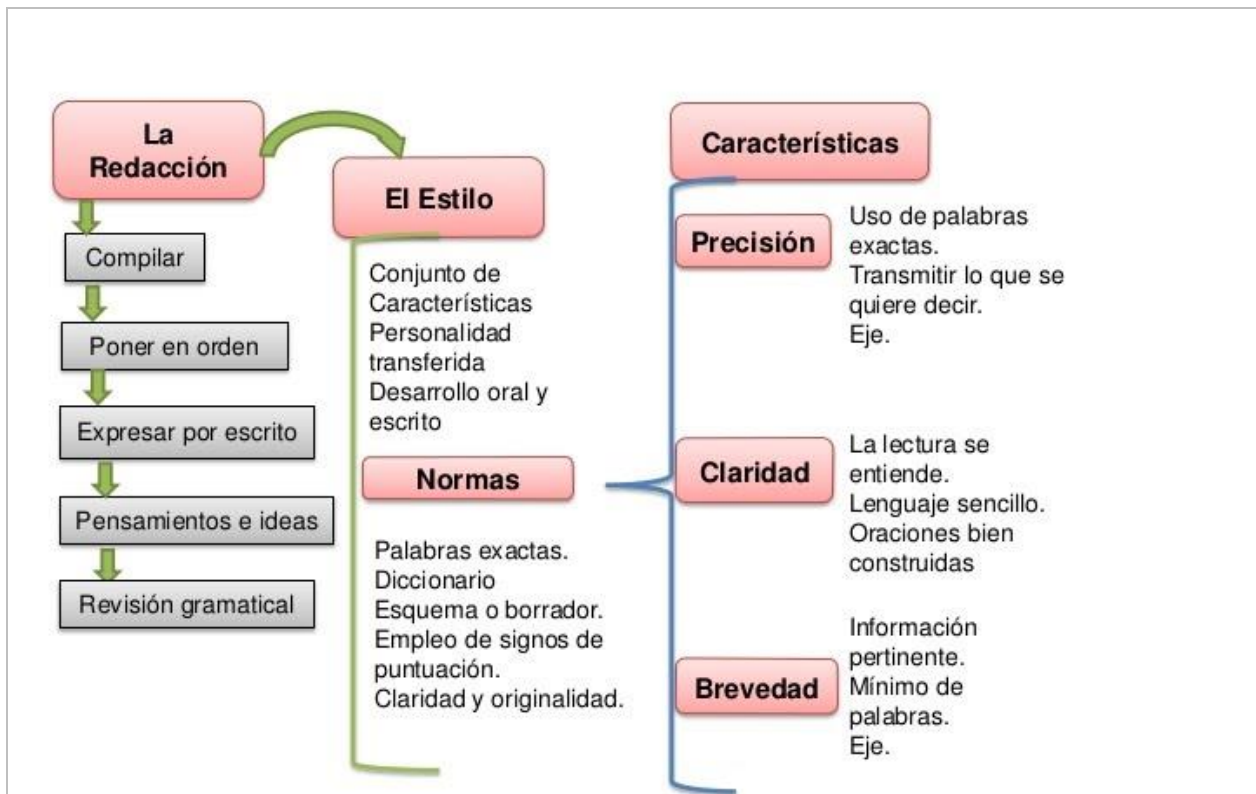 La
Redacción
Compilar
Poner en orden
Expresar por escrito
Pensamientos e ideas
Revisión gramatical
El Estilo
Conjunto de
Características
Personalidad
transferida
Desarrollo oral y
escrito
Normas
Palabras exactas.
Diccionario
Esquema o borrador.
Empleo de signos de
puntuación.
Claridad y originalidad.
Características
Precisión
Uso de palabras
exactas.
Transmitir lo que se
quiere decir.
Eje.
Claridad
La lectura se
entiende.
Lenguaje sencillo.
Oraciones bien
construidas
Brevedad
Información
pertinente.
Mínimo de
palabras.
Eje.